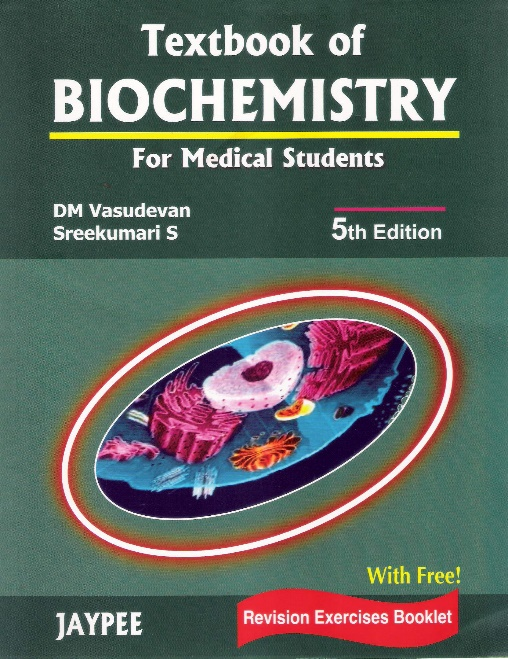 Textbook of
BIOCHEMISTRY
For Medical Students
DM Vasudevan
Sreekumari S
5th Edition
With Free!
Revision Exercises Booklet
JAYPEE